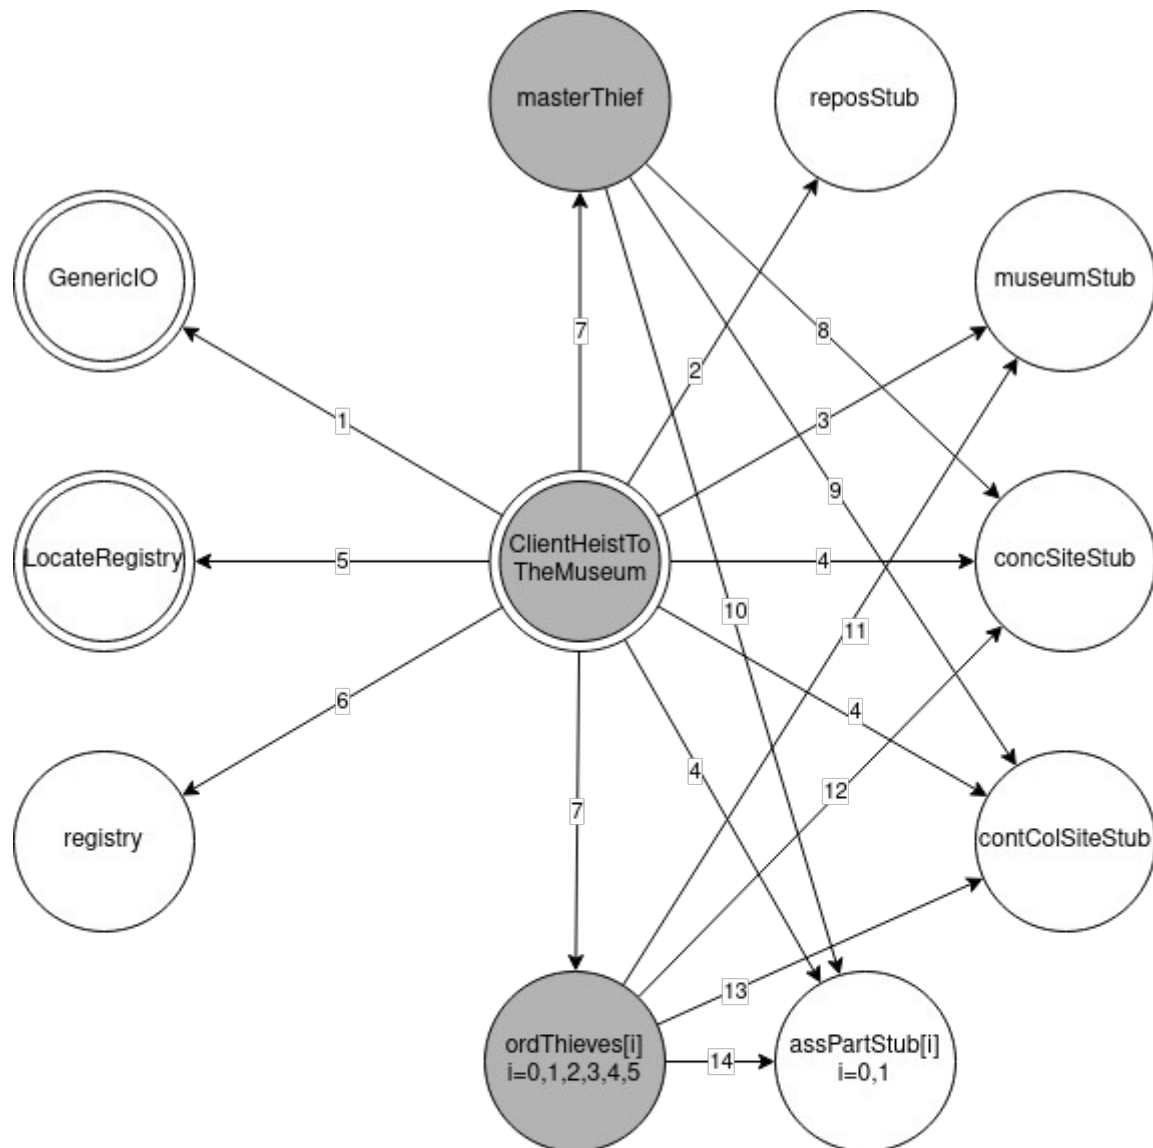 masterThief
reposStub
GenericIO
museumStub
7
8
2
1
3
9
ClientHeistTo
TheMuseum
LocateRegistry
5
4
concSiteStub
10
11
6
4
4
12
7
registry
contColSiteStub
13
ordThieves[i]
i=0,1,2,3,4,5
14
assPartStub[i]
i=0,1